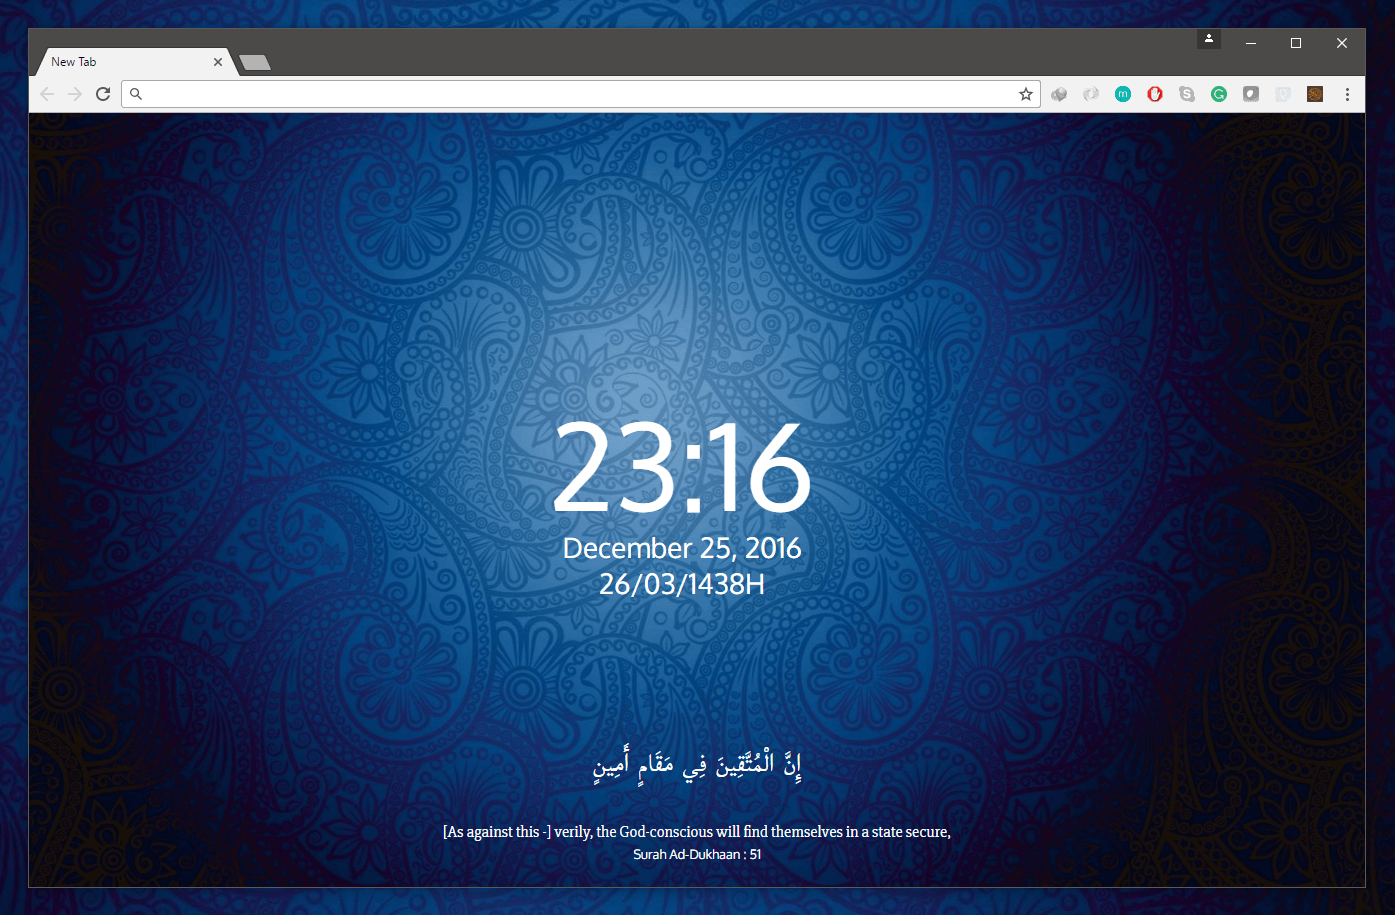 New Tab
23:16
December 25, 2016
26/03/1438H
إِنَّ الْمُتَّقِينَ فِي مَقَامٍ أَمِينٍ
[As against this -] verily, the God-conscious will find themselves in a state secure,
Surah Ad-Dukhaan : 51